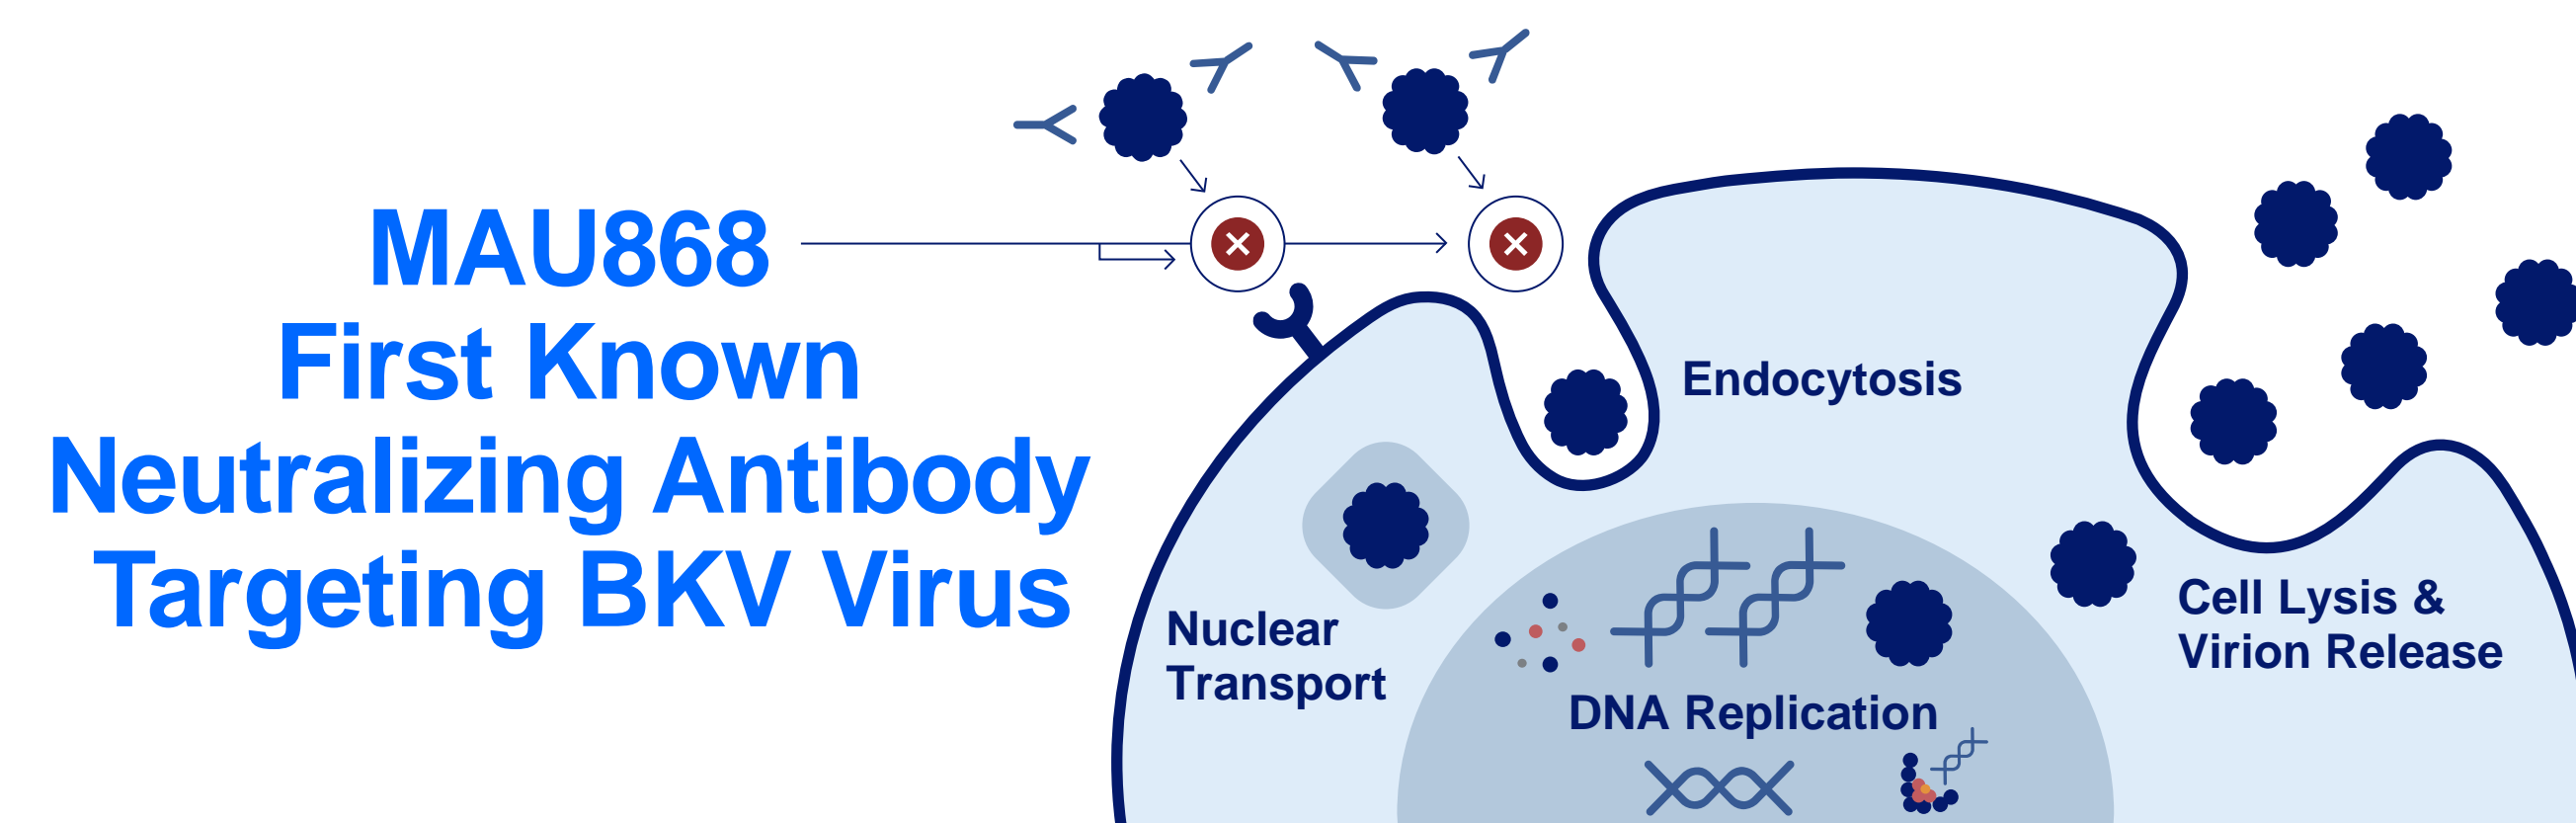 MAU868
First Known
Neutralizing Antibody
Targeting BKV Virus
Endocytosis
Nuclear
Transport
DNA Replication
Cell Lysis &
Virion Release